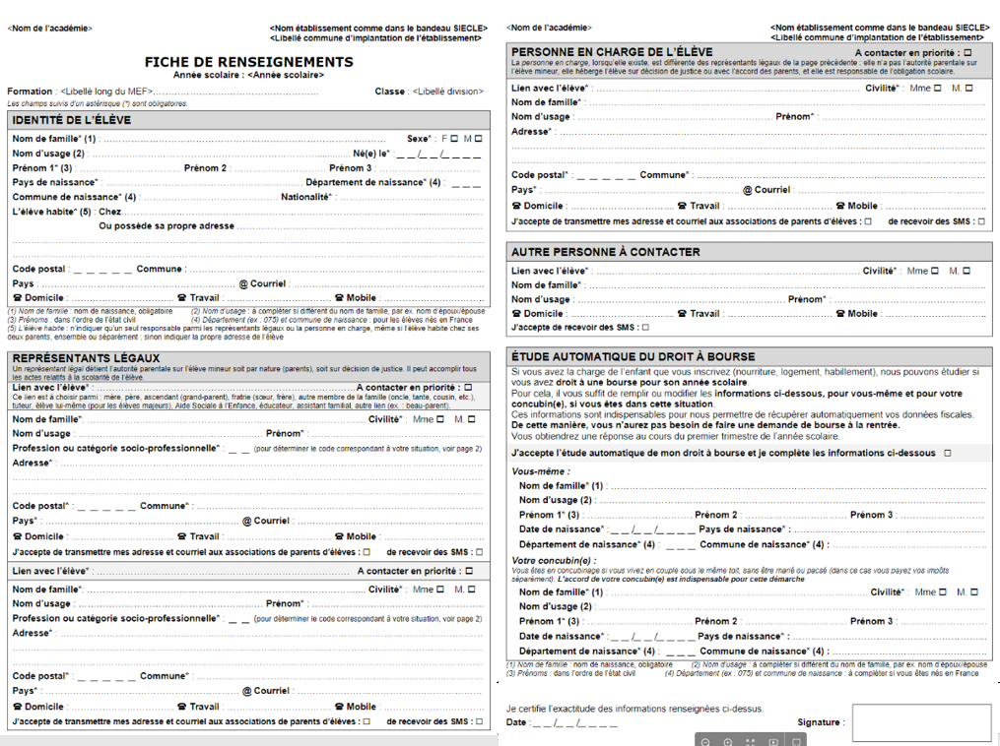 <Nom de l'académie>
<Nom établissement comme dans le bandeau SIECLE>
<Libellé commune d'implantation de l'établissement>
FICHE DE RENSEIGNEMENTS
Année scolaire : <Année scolaire>
Formation : <Libellé long du MEF>
Classe : <Libellé division>
Les champs suivis d'un astérisque (*) sont obligatoires.
IDENTITÉ DE L'ÉLÈVE
Nom de famille* (1) : Sexe* : F ☐ M ☐
Nom d'usage (2) : Né(e) le* : _ _/_ _/_ _ _ _
Prénom 1* (3) : Prénom 2 : Prénom 3 :
Pays de naissance* : Département de naissance* (4) : _ _ _
Commune de naissance* (4) : Nationalité* :
L'élève habite* (5) : Chez
Ou possède sa propre adresse
Code postal : _ _ _ _ _ Commune :
Pays : @ Courriel :
☎ Domicile : ☎ Travail : ☎ Mobile :
(1) Nom de famille : nom de naissance, obligatoire (2) Nom d'usage : à compléter si différent du nom de famille, par ex. nom d'époux/épouse
(3) Prénoms : dans l'ordre de l'état civil (4) Département (ex : 075) et commune de naissance : pour les élèves nés en France
(5) L'élève habite : n'indiquer qu'un seul responsable parmi les représentants légaux ou la personne en charge, même si l'élève habite chez ses
deux parents, ensemble ou séparément ; sinon indiquer la propre adresse de l'élève
REPRÉSENTANTS LÉGAUX
Un représentant légal détient l'autorité parentale sur l'élève mineur soit par nature (parents), soit sur décision de justice. Il peut accomplir tous
les actes relatifs à la scolarité de l'élève.
Lien avec l'élève* : A contacter en priorité : ☐
Ce lien est à choisir parmi : mère, père, ascendant (grand-parent), fratrie (sœur, frère), autre membre de la famille (oncle, tante, cousin, etc.),
tuteur, élève lui-même (pour les élèves majeurs), Aide Sociale à l'Enfance, éducateur, assistant familial, autre lien (ex. : beau-parent).
Nom de famille* : Civilité* : Mme ☐ M. ☐
Nom d'usage : Prénom* :
Profession ou catégorie socio-professionnelle* : _ _ (pour déterminer le code correspondant à votre situation, voir page 2)
Adresse* :
Code postal* : _ _ _ _ _ Commune* :
Pays* : @ Courriel :
☎ Domicile : ☎ Travail : ☎ Mobile :
J'accepte de transmettre mes adresse et courriel aux associations de parents d'élèves : ☐ de recevoir des SMS : ☐
Lien avec l'élève* : A contacter en priorité : ☐
Nom de famille* : Civilité* : Mme ☐ M. ☐
Nom d'usage : Prénom* :
Profession ou catégorie socio-professionnelle* : _ _ (pour déterminer le code correspondant à votre situation, voir page 2)
Adresse* :
Code postal* : _ _ _ _ _ Commune* :
Pays* : @ Courriel :
☎ Domicile : ☎ Travail : ☎ Mobile :
J'accepte de transmettre mes adresse et courriel aux associations de parents d'élèves : ☐ de recevoir des SMS : ☐
<Nom de l'académie>
<Nom établissement comme dans le bandeau SIECLE>
<Libellé commune d'implantation de l'établissement>
PERSONNE EN CHARGE DE L'ÉLÈVE A contacter en priorité : ☐
La personne en charge, lorsqu'elle existe, est différente des représentants légaux de la page précédente : elle n'a pas l'autorité parentale sur
l'élève mineur, elle héberge l'élève sur décision de justice ou avec l'accord des parents, et elle est responsable de l'obligation scolaire.
Lien avec l'élève* : Civilité* : Mme ☐ M. ☐
Nom de famille* :
Nom d'usage : Prénom* :
Adresse* :
Code postal* : _ _ _ _ _ Commune* :
Pays* : @ Courriel :
☎ Domicile : ☎ Travail : ☎ Mobile :
J'accepte de transmettre mes adresse et courriel aux associations de parents d'élèves : ☐ de recevoir des SMS : ☐
AUTRE PERSONNE À CONTACTER
Lien avec l'élève* : Civilité* : Mme ☐ M. ☐
Nom de famille* :
Nom d'usage : Prénom* :
☎ Domicile : ☎ Travail : ☎ Mobile :
J'accepte de recevoir des SMS : ☐
ÉTUDE AUTOMATIQUE DU DROIT À BOURSE
Si vous avez la charge de l'enfant que vous inscrivez (nourriture, logement, habillement), nous pouvons étudier si
vous avez droit à une bourse pour son année scolaire.
Pour cela, il vous suffit de remplir ou modifier les informations ci-dessous, pour vous-même et pour votre
concubin(e), si vous êtes dans cette situation.
Ces informations sont indispensables pour nous permettre de récupérer automatiquement vos données fiscales.
De cette manière, vous n'aurez pas besoin de faire une demande de bourse à la rentrée.
Vous obtiendrez une réponse au cours du premier trimestre de l'année scolaire.
J'accepte l'étude automatique de mon droit à bourse et je complète les informations ci-dessous ☐
Vous-même :
Nom de famille* (1) :
Nom d'usage (2) :
Prénom 1* (3) : Prénom 2 : Prénom 3 :
Date de naissance* : _ _/_ _/_ _ _ _ Pays de naissance* :
Département de naissance* (4) : _ _ _ Commune de naissance* (4) :
Votre concubin(e) :
Vous êtes en concubinage si vous vivez en couple sous le même toit, sans être marié ou pacsé (dans ce cas vous payez vos impôts
séparément). L'accord de votre concubin(e) est indispensable pour cette démarche
Nom de famille* (1) : Civilité* : Mme ☐ M. ☐
Nom d'usage (2) :
Prénom 1* (3) : Prénom 2 : Prénom 3 :
Date de naissance* : _ _/_ _/_ _ _ _ Pays de naissance* :
Département de naissance* (4) : _ _ _ Commune de naissance* (4) :
(1) Nom de famille : nom de naissance, obligatoire (2) Nom d'usage : à compléter si différent du nom de famille, par ex. nom d'époux/épouse
(3) Prénoms : dans l'ordre de l'état civil (4) Département (ex : 075) et commune de naissance : à compléter si vous êtes nés en France
Je certifie l'exactitude des informations renseignées ci-dessus.
Date : _ _/_ _/_ _ _ _ Signature :